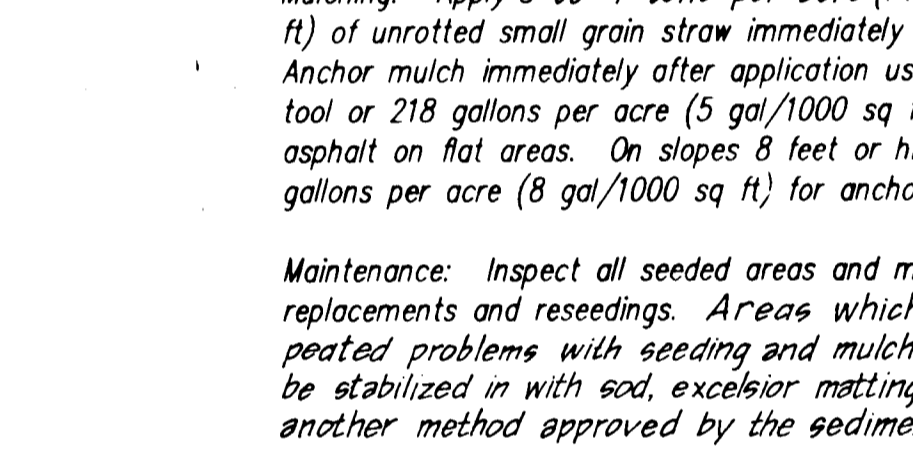 ft) of unrotted small grain straw immediately
Anchor mulch immediately after application us
tool or 218 gallons per acre (5 gal/1000 sq
asphalt on flat areas. On slopes 8 feet or h
gallons per acre (8 gal/1000 sq ft) for ancho
Maintenance: Inspect all seeded areas and m
replacements and reseedings. Areas which
peated problems with seeding and mulch
be stabilized in with sod, excelsior matting
another method approved by the sedime